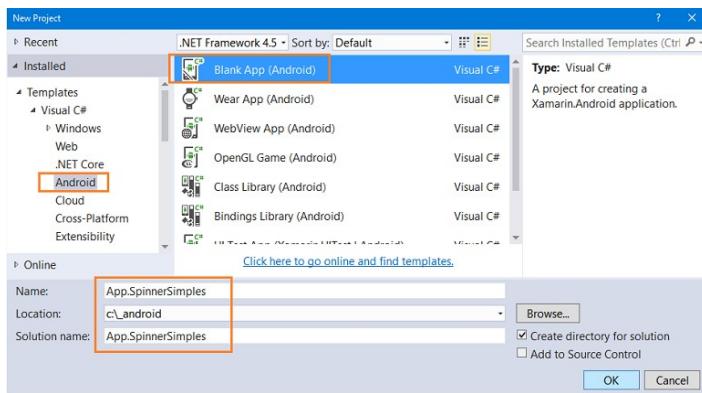 New Project
? ×
Recent
.NET Framework 4.5 Sort by: Default
Search Installed Templates (Ctrl
Installed
Templates
Visual C#
Windows
Web
.NET Core
Android
Cloud
Cross-Platform
Extensibility
Online
Blank App (Android) Visual C#
Wear App (Android) Visual C#
WebView App (Android) Visual C#
OpenGL Game (Android) Visual C#
Class Library (Android) Visual C#
Bindings Library (Android) Visual C#
Click here to go online and find templates.
Type: Visual C#
A project for creating a
Xamarin.Android application.
Name: App.SpinnerSimples
Location: c:\_android
Browse...
Solution name: App.SpinnerSimples
Create directory for solution
Add to Source Control
OK Cancel